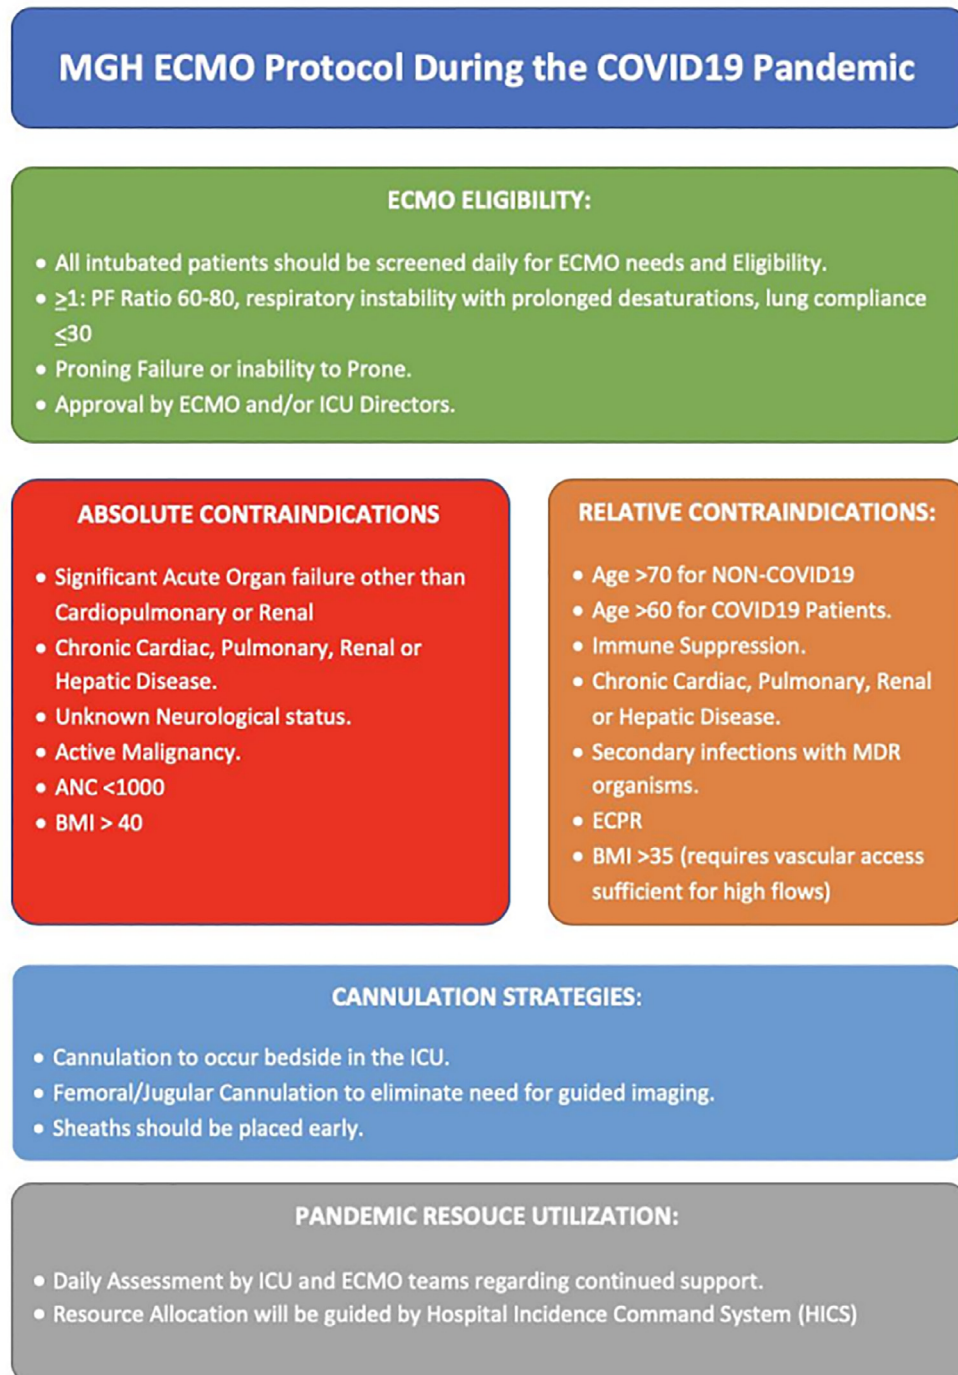 MGH ECMO Protocol During the COVID19 Pandemic
ECMO ELIGIBILITY:
• All intubated patients should be screened daily for ECMO needs and Eligibility.
• ≥1: PF Ratio 60-80, respiratory instability with prolonged desaturations, lung compliance
≤30
• Proning Failure or inability to Prone.
• Approval by ECMO and/or ICU Directors.
ABSOLUTE CONTRAINDICATIONS
• Significant Acute Organ failure other than
Cardiopulmonary or Renal
• Chronic Cardiac, Pulmonary, Renal or
Hepatic Disease.
• Unknown Neurological status.
• Active Malignancy.
• ANC <1000
• BMI > 40
RELATIVE CONTRAINDICATIONS:
• Age >70 for NON-COVID19
• Age >60 for COVID19 Patients.
• Immune Suppression.
• Chronic Cardiac, Pulmonary, Renal
or Hepatic Disease.
• Secondary infections with MDR
organisms.
• ECPR
• BMI >35 (requires vascular access
sufficient for high flows)
CANNULATION STRATEGIES:
• Cannulation to occur bedside in the ICU.
• Femoral/Jugular Cannulation to eliminate need for guided imaging.
• Sheaths should be placed early.
PANDEMIC RESOUCE UTILIZATION:
• Daily Assessment by ICU and ECMO teams regarding continued support.
• Resource Allocation will be guided by Hospital Incidence Command System (HICS)